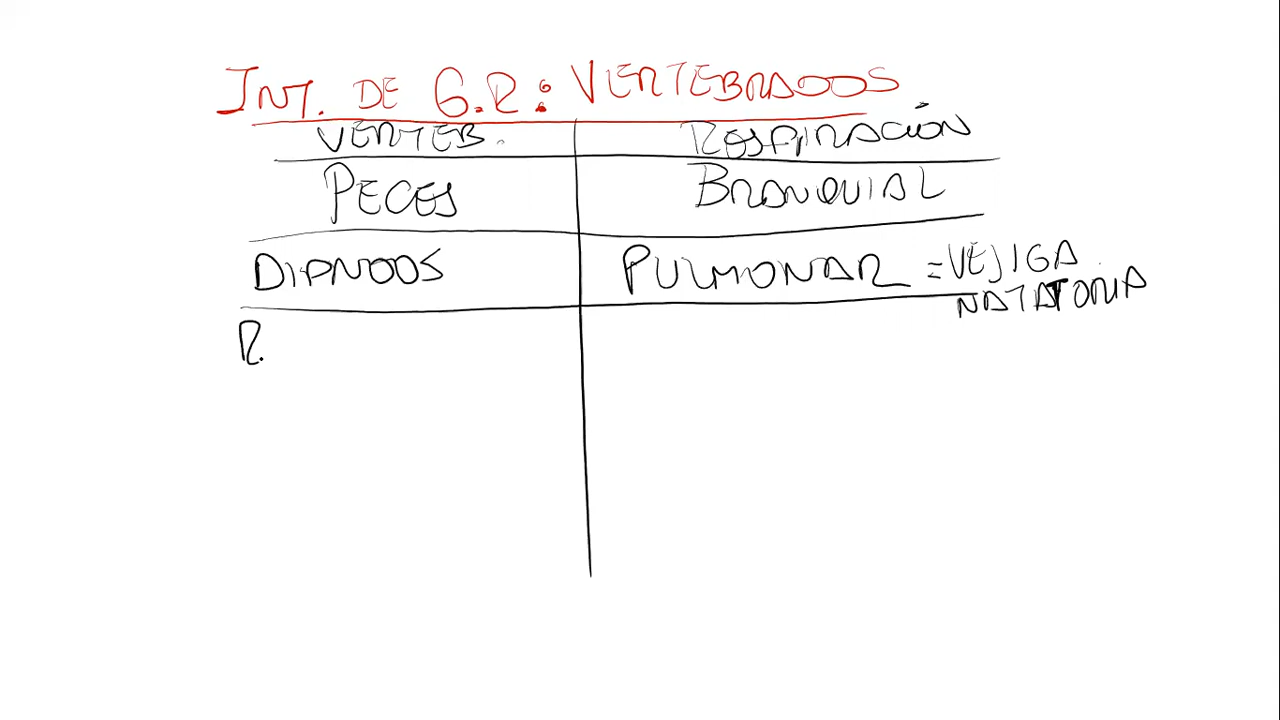 INT. DE G.R: VERTEBRADOS
VERTEB. RESPIRACIÓN
PECES BRANQUIAL
DIPNOOS PULMONAR = VEJIGA
NATATORIA
R.